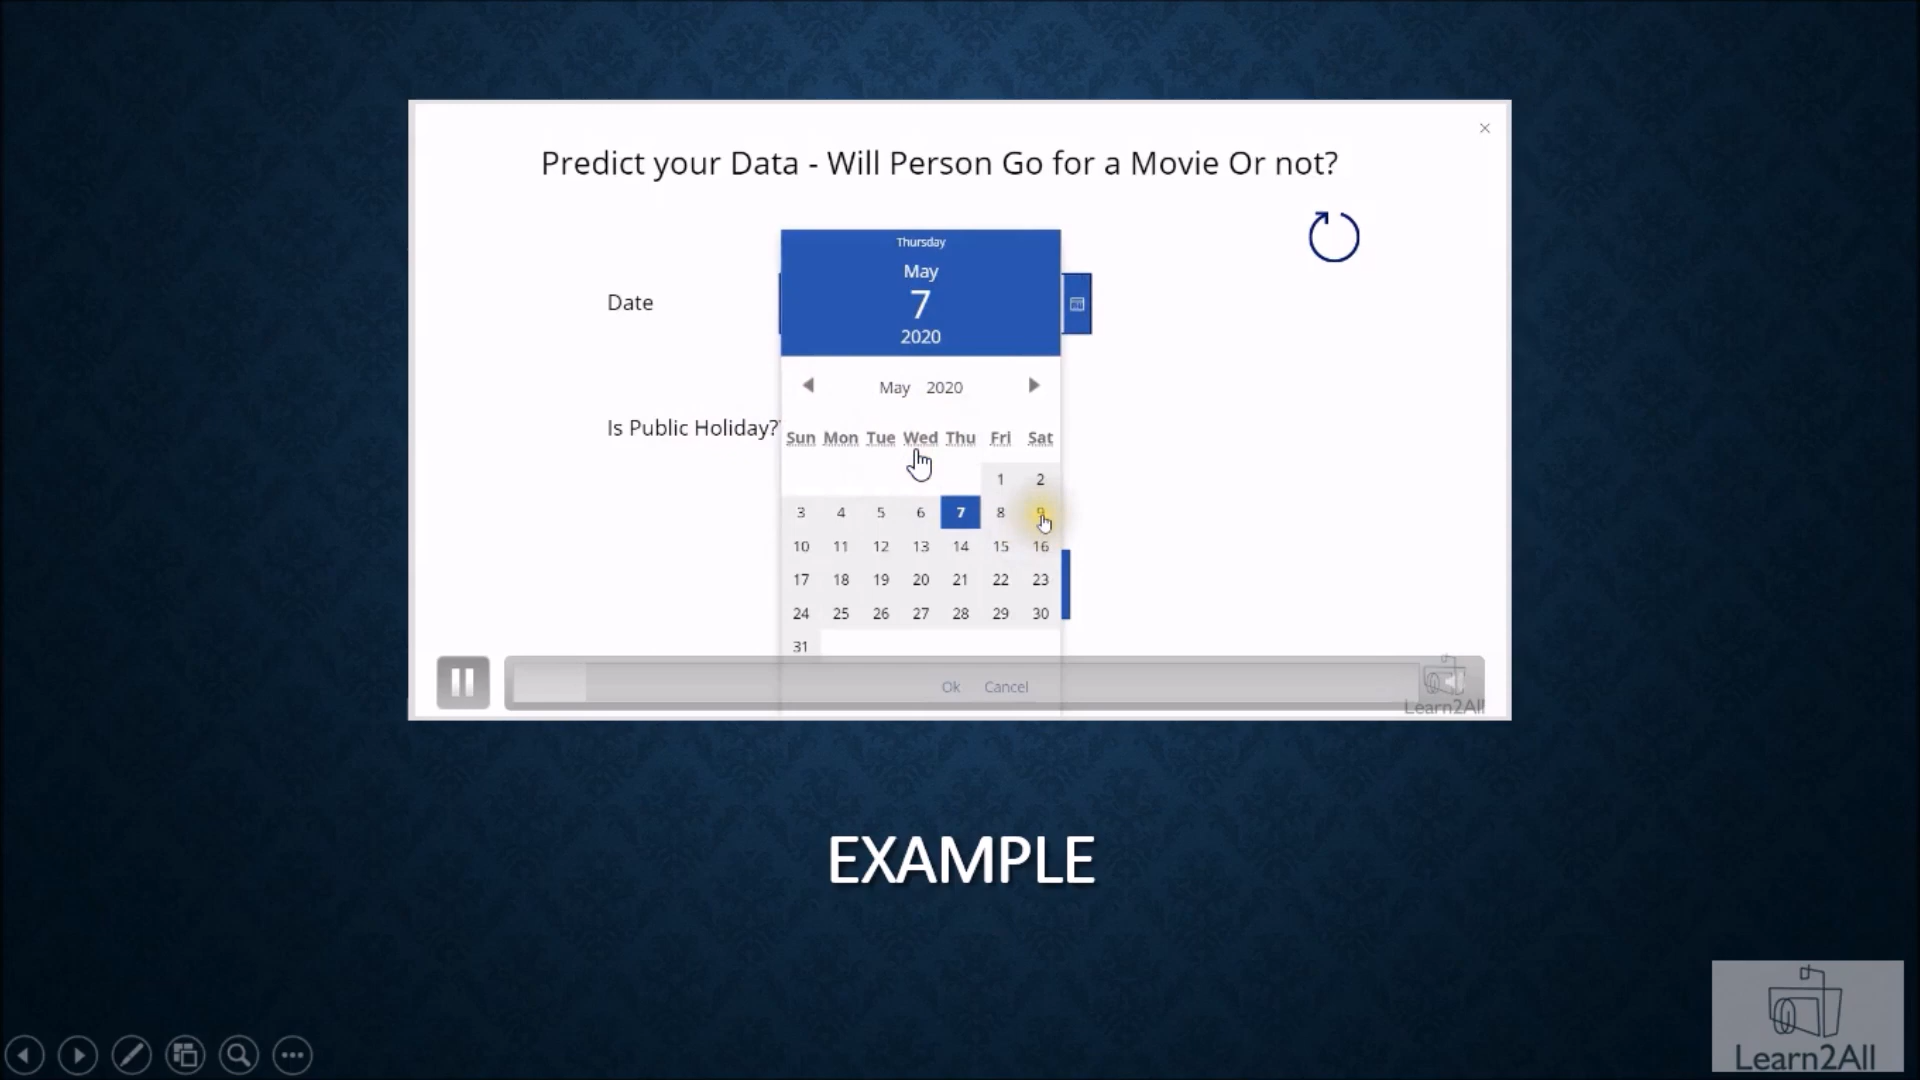 ×
Predict your Data - Will Person Go for a Movie Or not?
Thursday
May
7
2020
Date
May 2020
Is Public Holiday?
Sun Mon Tue Wed Thu Fri Sat
1 2
3 4 5 6 7 8 9
10 11 12 13 14 15 16
17 18 19 20 21 22 23
24 25 26 27 28 29 30
31
Ok Cancel
Learn2All
EXAMPLE
Learn2All